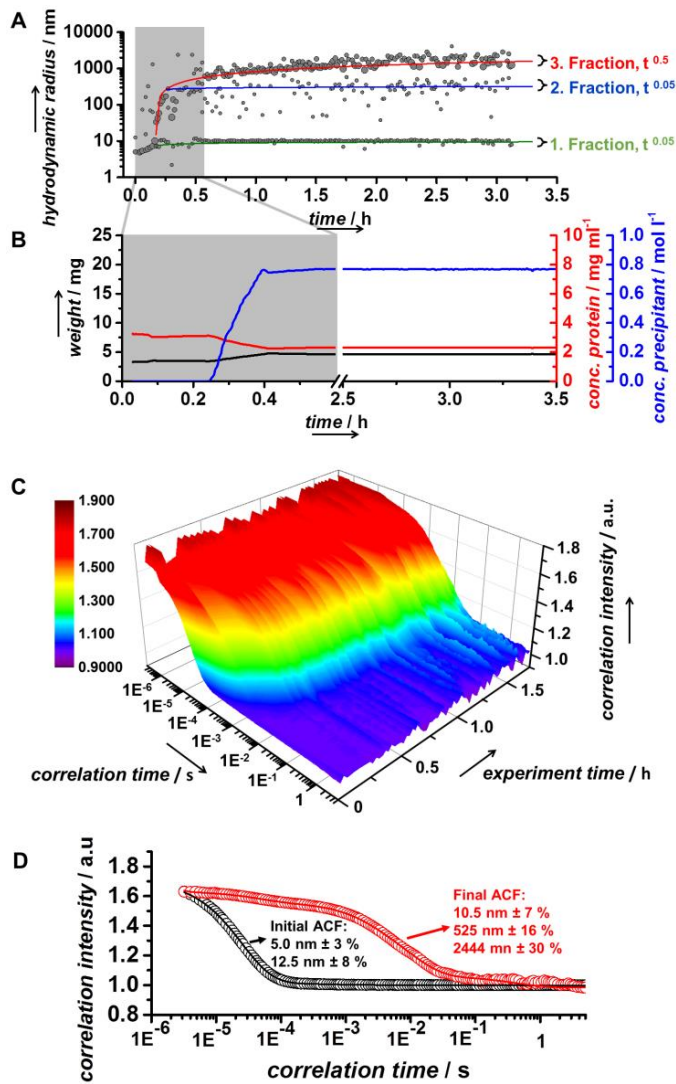 A
hydrodynamic radius / nm
10000
1000
100
10
1
3. Fraction, t^0.5
2. Fraction, t^0.05
1. Fraction, t^0.05
0.0 0.5 1.0 1.5 2.0 2.5 3.0 3.5
time / h
B
weight / mg
25
20
15
10
5
0
10
8
6
4
2
0
conc. protein / mg ml^-1
1.0
0.8
0.6
0.4
0.2
0.0
conc. precipitant / mol l^-1
0.0 0.2 0.4 2.5 3.0 3.5
time / h
C
1.900
1.700
1.500
1.300
1.100
0.9000
1.8
1.6
1.4
1.2
1.0
correlation intensity / a.u.
1E^-6
1E^-5
1E^-4
1E^-3
1E^-2
1E^-1
1
correlation time / s
0
0.5
1.0
1.5
experiment time / h
D
correlation intensity / a.u
1.8
1.6
1.4
1.2
1.0
0.8
Initial ACF:
5.0 nm ± 3 %
12.5 nm ± 8 %
Final ACF:
10.5 nm ± 7 %
525 nm ± 16 %
2444 mn ± 30 %
1E^-6 1E^-5 1E^-4 1E^-3 1E^-2 1E^-1 1
correlation time / s